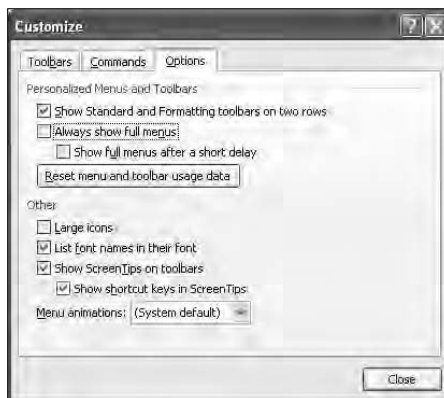 Customize
Toolbars Commands Options
Personalized Menus and Toolbars
Show Standard and Formatting toolbars on two rows
Always show full menus
Show full menus after a short delay
Reset menu and toolbar usage data
Other
Large icons
List font names in their font
Show ScreenTips on toolbars
Show shortcut keys in ScreenTips
Menu animations: (System default)
Close